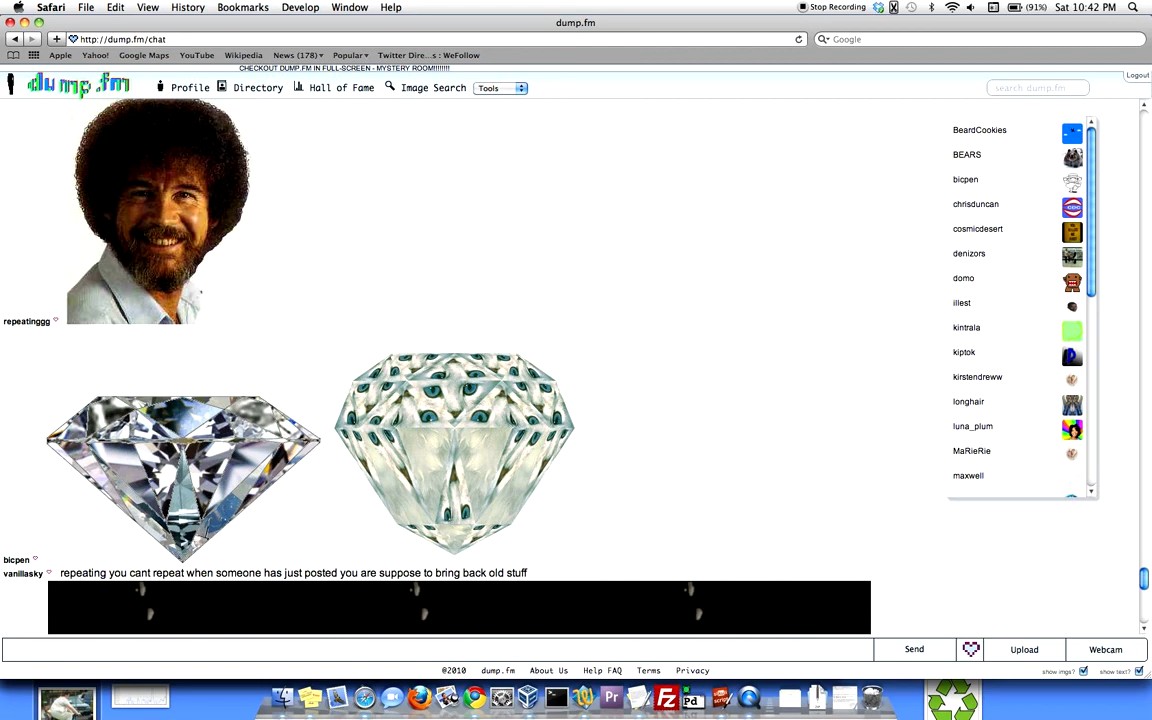 Safari File Edit View History Bookmarks Develop Window Help Stop Recording (91%) Sat 10:42 PM
dump.fm
http://dump.fm/chat Google
Apple Yahoo! Google Maps YouTube Wikipedia News (178) Popular Twitter Dire...s : WeFollow
CHECKOUT DUMP.FM IN FULL-SCREEN - MYSTERY ROOM!!!!!!!!
Logout
dump.fm Profile Directory Hall of Fame Image Search Tools search dump.fm
BeardCookies
BEARS
bicpen
chrisduncan
cosmicdesert
denizors
domo
illest
repeatinggg
kintrala
kiptok
kirstendreww
longhair
luna_plum
MaRieRie
maxwell
bicpen
vanillasky repeating you cant repeat when someone has just posted you are suppose to bring back old stuff
Send Upload Webcam
@2010 dump.fm About Us Help FAQ Terms Privacy show imgs? show text?
Pr Fz Pd